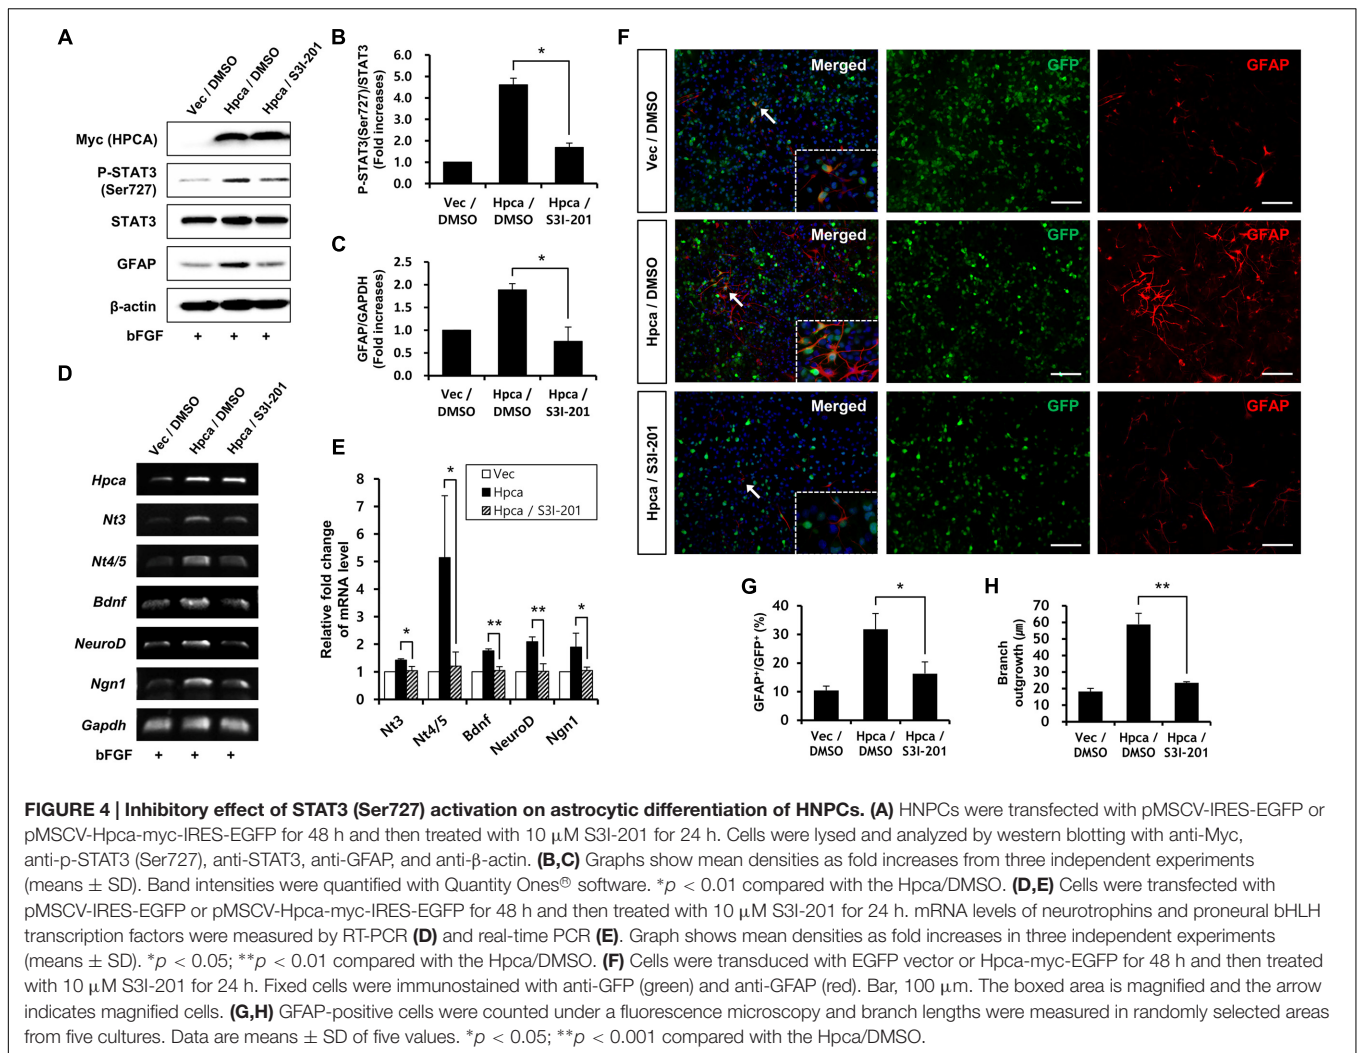 A
Vec / DMSO
Hpca / DMSO
Hpca / S3I-201
Myc (HPCA)
P-STAT3
(Ser727)
STAT3
GFAP
β-actin
bFGF + + +
B
P-STAT3(Ser727)/STAT3
(Fold increases)
6.0
5.0
4.0
3.0
2.0
1.0
0.0
*
Vec / DMSO
Hpca / DMSO
Hpca / S3I-201
C
GFAP/GAPDH
(Fold increases)
2.5
2.0
1.5
1.0
0.5
0.0
*
Vec / DMSO
Hpca / DMSO
Hpca / S3I-201
D
Vec / DMSO
Hpca / DMSO
Hpca / S3I-201
Hpca
Nt3
Nt4/5
Bdnf
NeuroD
Ngn1
Gapdh
bFGF + + +
E
Relative fold change
of mRNA level
8
7
6
5
4
3
2
1
0
Vec
Hpca
Hpca / S3I-201
*
*
**
**
*
Nt3
Nt4/5
Bdnf
NeuroD
Ngn1
F
Vec / DMSO
Merged
GFP
GFAP
Hpca / DMSO
Merged
GFP
GFAP
Hpca / S3I-201
Merged
GFP
GFAP
G
GFAP⁺/GFP⁺ (%)
40
30
20
10
0
*
Vec / DMSO
Hpca / DMSO
Hpca / S3I-201
H
Branch
outgrowth (㎛)
70
60
50
40
30
20
10
0
**
Vec / DMSO
Hpca / DMSO
Hpca / S3I-201
FIGURE 4 | Inhibitory effect of STAT3 (Ser727) activation on astrocytic differentiation of HNPCs. (A) HNPCs were transfected with pMSCV-IRES-EGFP or
pMSCV-Hpca-myc-IRES-EGFP for 48 h and then treated with 10 μM S3I-201 for 24 h. Cells were lysed and analyzed by western blotting with anti-Myc,
anti-p-STAT3 (Ser727), anti-STAT3, anti-GFAP, and anti-β-actin. (B,C) Graphs show mean densities as fold increases from three independent experiments
(means ± SD). Band intensities were quantified with Quantity Ones® software. *p < 0.01 compared with the Hpca/DMSO. (D,E) Cells were transfected with
pMSCV-IRES-EGFP or pMSCV-Hpca-myc-IRES-EGFP for 48 h and then treated with 10 μM S3I-201 for 24 h. mRNA levels of neurotrophins and proneural bHLH
transcription factors were measured by RT-PCR (D) and real-time PCR (E). Graph shows mean densities as fold increases in three independent experiments
(means ± SD). *p < 0.05; **p < 0.01 compared with the Hpca/DMSO. (F) Cells were transduced with EGFP vector or Hpca-myc-EGFP for 48 h and then treated
with 10 μM S3I-201 for 24 h. Fixed cells were immunostained with anti-GFP (green) and anti-GFAP (red). Bar, 100 μm. The boxed area is magnified and the arrow
indicates magnified cells. (G,H) GFAP-positive cells were counted under a fluorescence microscopy and branch lengths were measured in randomly selected areas
from five cultures. Data are means ± SD of five values. *p < 0.05; **p < 0.001 compared with the Hpca/DMSO.